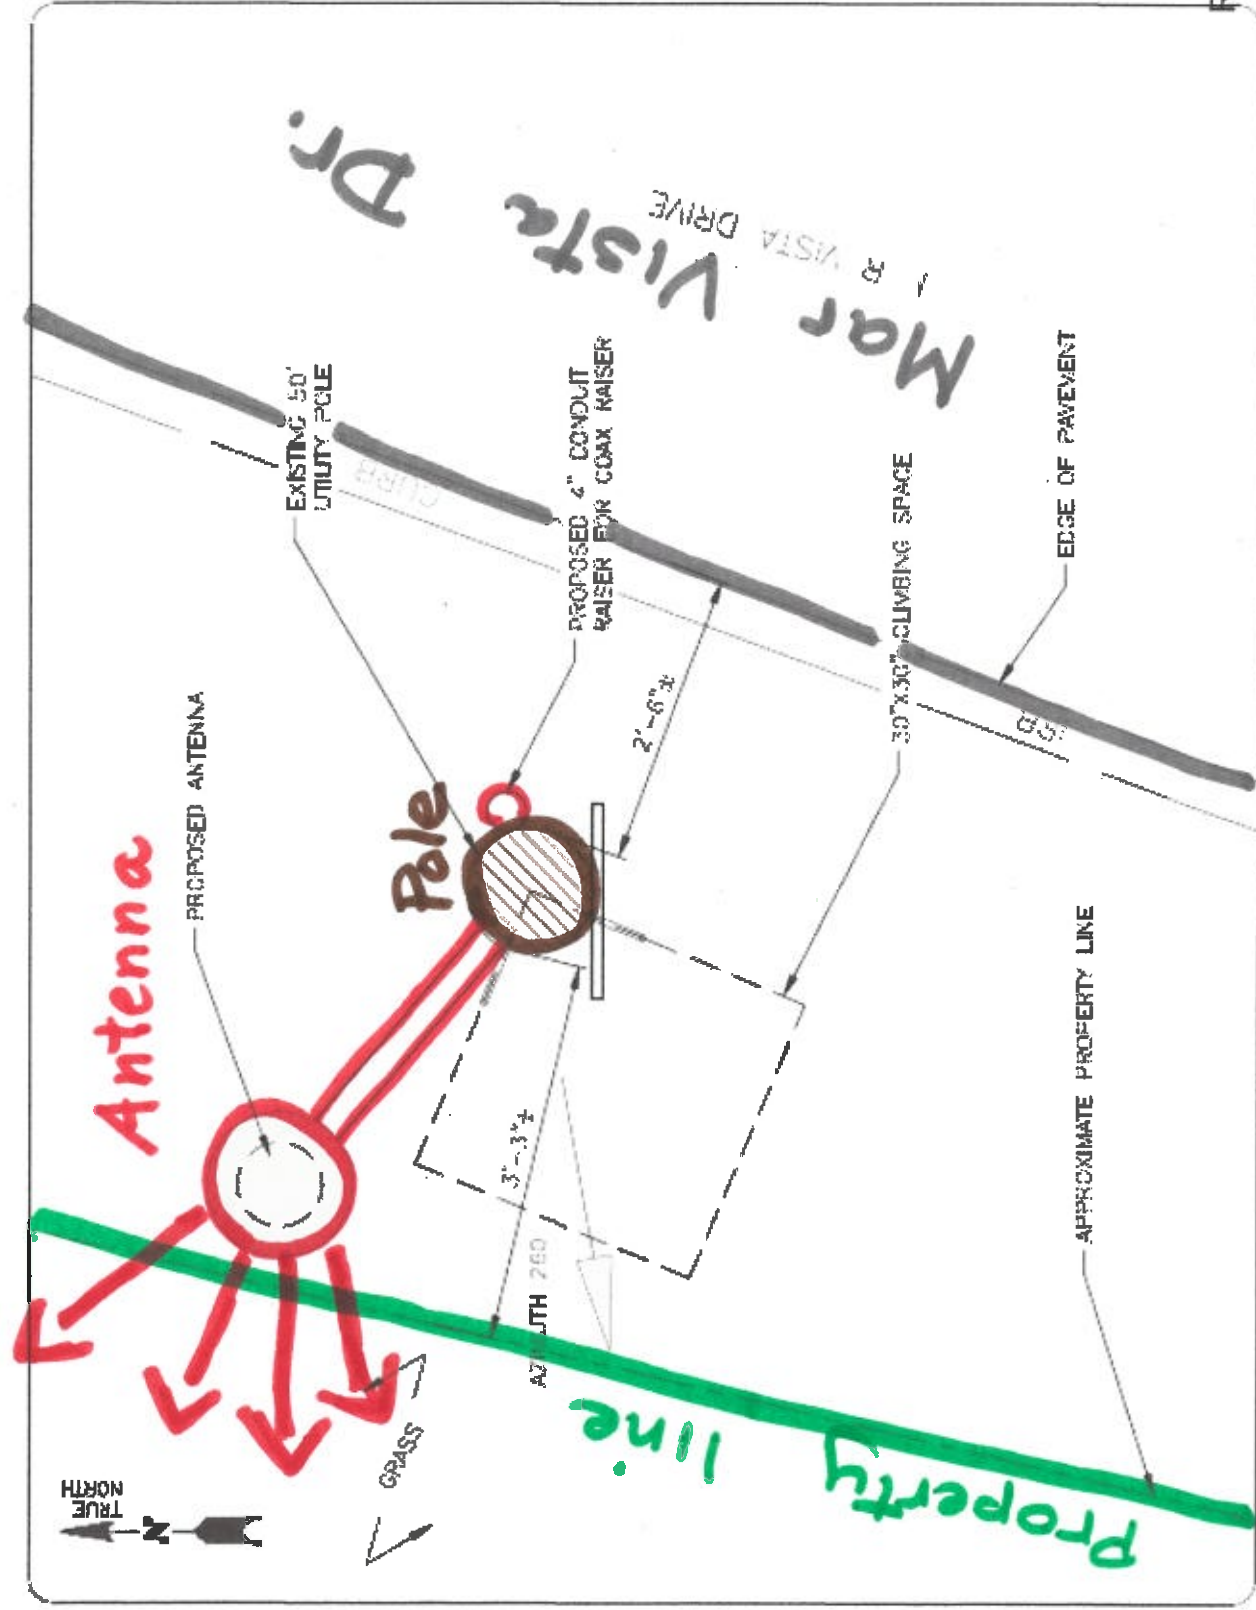 Mar Vista Dr.
VISTA DRIVE
EXISTING 50'
UTILITY POLE
CURB
PROPOSED 4" CONDUIT
RAISER FOR COAX RAISER
2'-6"±
30"X30" CLIMBING SPACE
EDGE OF PAVEMENT
Antenna
PROPOSED ANTENNA
Pole
3'-3"±
AZIMUTH 260
APPROXIMATE PROPERTY LINE
Property line
GRASS
TRUE
NORTH
N